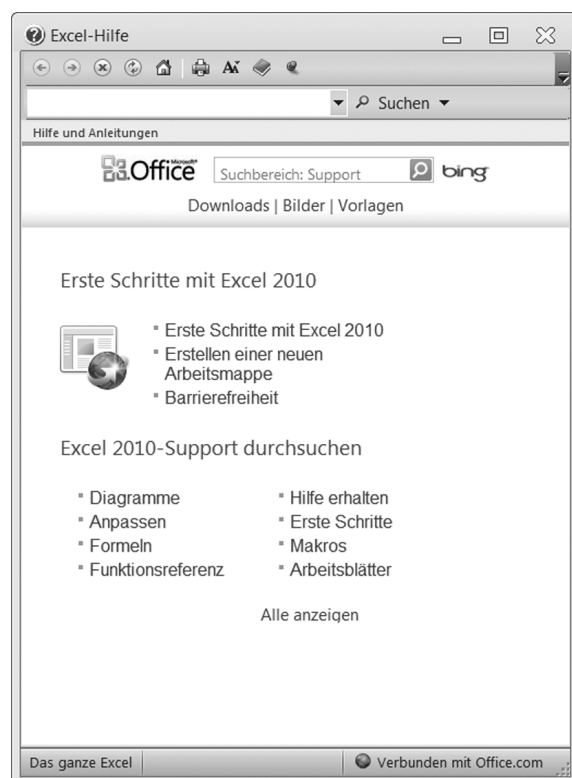 Excel-Hilfe
Suchen
Hilfe und Anleitungen
Microsoft
Office Suchbereich: Support bing
Downloads | Bilder | Vorlagen
Erste Schritte mit Excel 2010
Erste Schritte mit Excel 2010
Erstellen einer neuen
Arbeitsmappe
Barrierefreiheit
Excel 2010-Support durchsuchen
Diagramme
Anpassen
Formeln
Funktionsreferenz
Hilfe erhalten
Erste Schritte
Makros
Arbeitsblätter
Alle anzeigen
Das ganze Excel
Verbunden mit Office.com